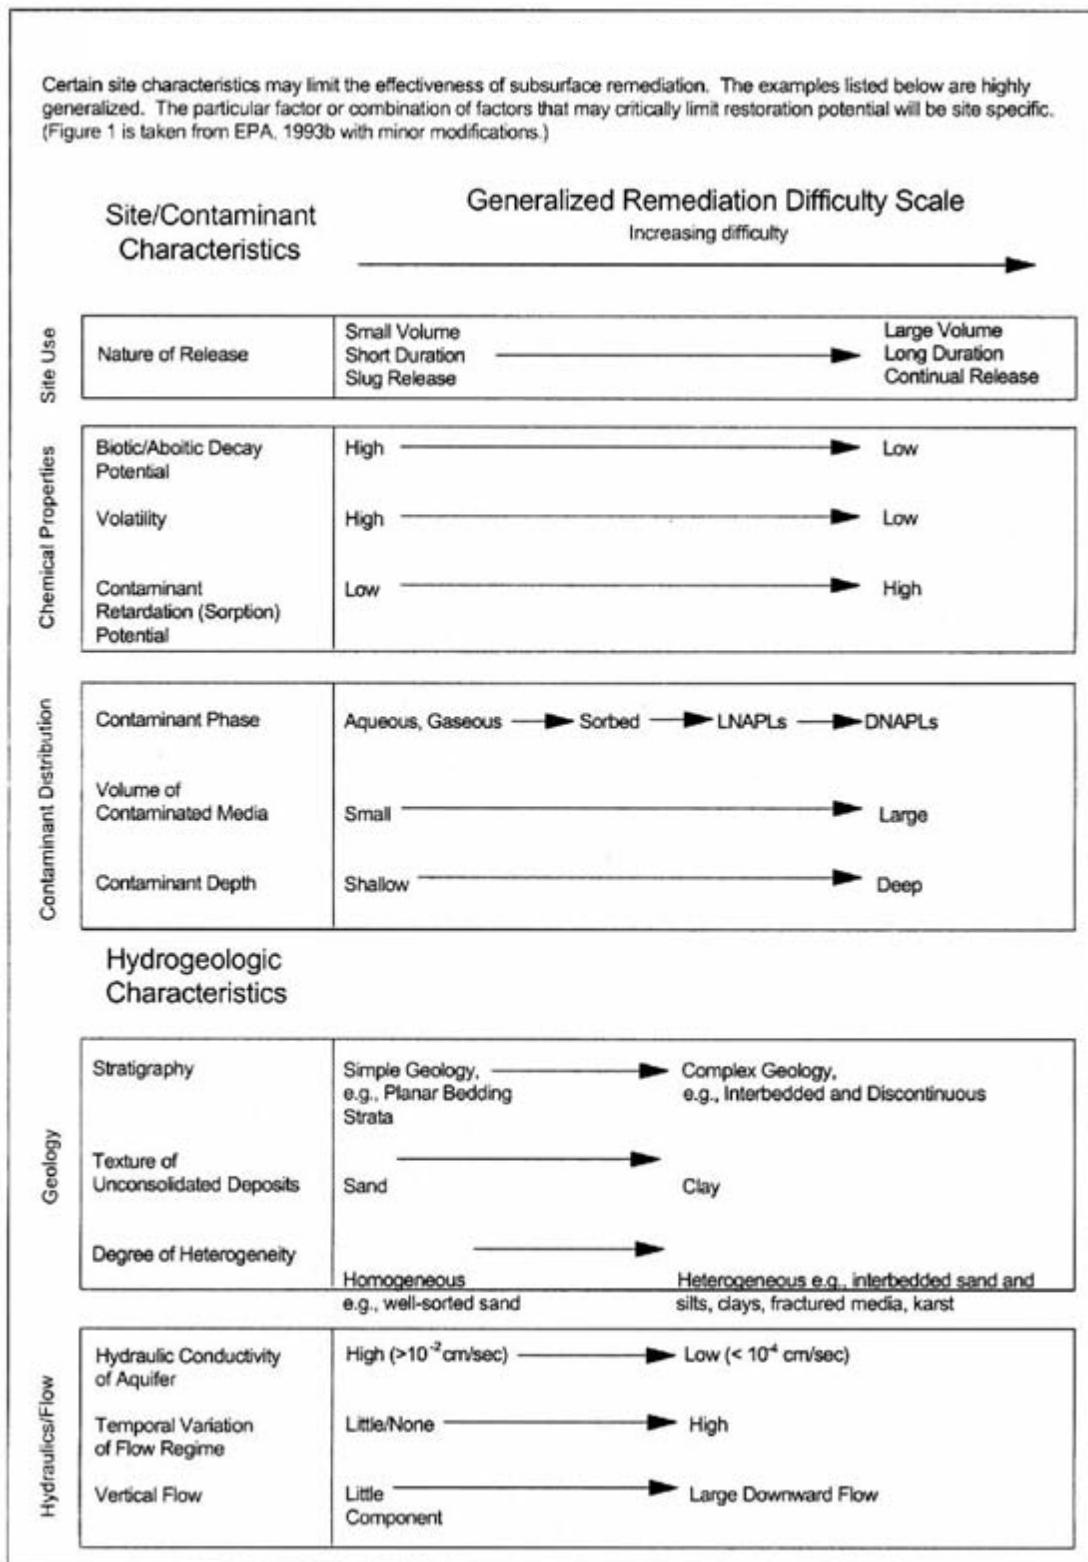 Certain site characteristics may limit the effectiveness of subsurface remediation. The examples listed below are highly
generalized. The particular factor or combination of factors that may critically limit restoration potential will be site specific.
(Figure 1 is taken from EPA, 1993b with minor modifications.)
Site/Contaminant
Characteristics
Generalized Remediation Difficulty Scale
Increasing difficulty
Site Use
Nature of Release
Small Volume
Short Duration
Slug Release
Large Volume
Long Duration
Continual Release
Chemical Properties
Biotic/Aboitic Decay
Potential
High
Low
Volatility
High
Low
Contaminant
Retardation (Sorption)
Potential
Low
High
Contaminant Distribution
Contaminant Phase
Aqueous, Gaseous
Sorbed
LNAPLs
DNAPLs
Volume of
Contaminated Media
Small
Large
Contaminant Depth
Shallow
Deep
Hydrogeologic
Characteristics
Geology
Stratigraphy
Simple Geology,
e.g., Planar Bedding
Strata
Complex Geology,
e.g., Interbedded and Discontinuous
Texture of
Unconsolidated Deposits
Sand
Clay
Degree of Heterogeneity
Homogeneous
e.g., well-sorted sand
Heterogeneous e.g., interbedded sand and
silts, clays, fractured media, karst
Hydraulics/Flow
Hydraulic Conductivity
of Aquifer
High (>10⁻² cm/sec)
Low (< 10⁻⁴ cm/sec)
Temporal Variation
of Flow Regime
Little/None
High
Vertical Flow
Little
Component
Large Downward Flow